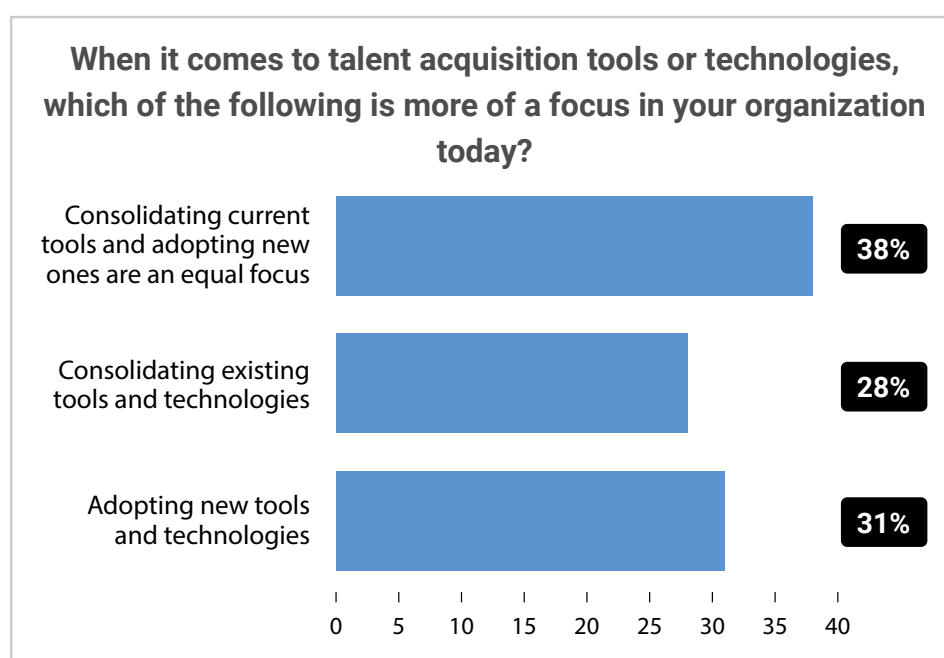 When it comes to talent acquisition tools or technologies,
which of the following is more of a focus in your organization
today?
Consolidating current
tools and adopting new
ones are an equal focus
38%
Consolidating existing
tools and technologies
28%
Adopting new tools
and technologies
31%
0 5 10 15 20 25 30 35 40